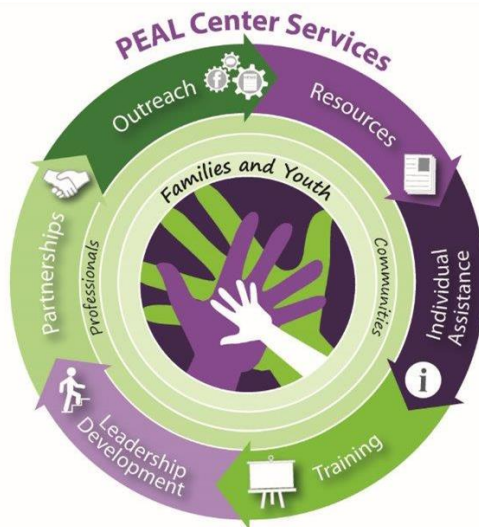 PEAL Center Services
Outreach
Resources
Individual
Assistance
Training
Leadership
Development
Partnerships
Families and Youth
Professionals
Communities
f
i